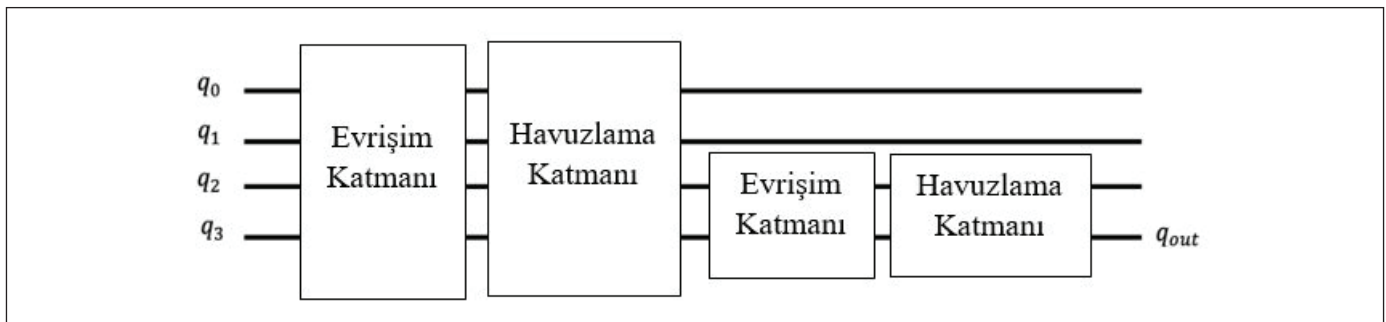 q₀
q₁
q₂
q₃
Evrişim
Katmanı
Havuzlama
Katmanı
Evrişim
Katmanı
Havuzlama
Katmanı
qₒᵤₜ